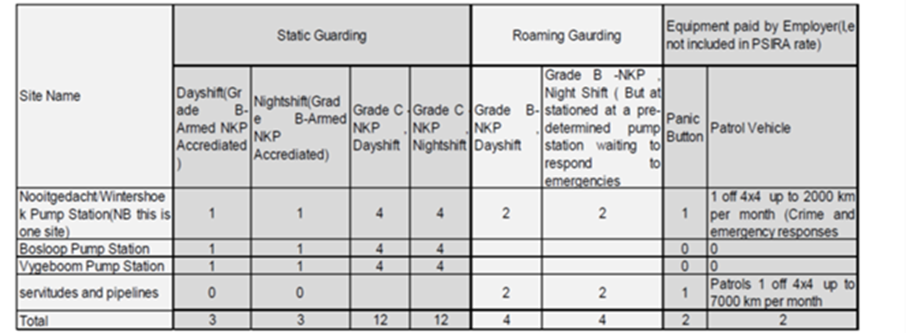 Site Name
Static Guarding
Roaming Gaurding
Equipment paid by Employer(I,e
not included in PSIRA rate)
Dayshift(Gr
ade B-
Armed NKP
Accrediated
)
Nightshift(Grad
e B-Armed
NKP
Accrediated)
Grade C -
NKP ,
Dayshift
Grade C -
NKP ,
Nightshift
Grade B-
NKP ,
Dayshift
Grade B -NKP ,
Night Shift ( But at
stationed at a pre-
determined pump
station waiting to
respond to
emergencies
Panic
Button
Patrol Vehicle
Nooitgedacht/Wintershoe
k Pump Station(NB this is
one site)
1 1 4 4 2 2 1
1 off 4x4 up to 2000 km
per month (Crime and
emergency responses
Bosloop Pump Station 1 1 4 4 0 0
Vygeboom Pump Station 1 1 4 4 0 0
servitudes and pipelines 0 0 2 2 1
Patrols 1 off 4x4 up to
7000 km per month
Total 3 3 12 12 4 4 2 2